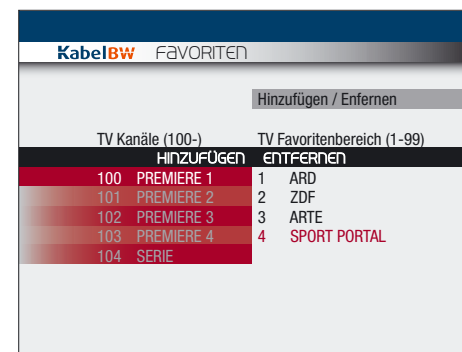 KabelBW FAVORITEN
Hinzufügen / Enfernen
TV Kanäle (100-) TV Favoritenbereich (1-99)
HINZUFÜGEN ENTFERNEN
100 PREMIERE 1 1 ARD
101 PREMIERE 2 2 ZDF
102 PREMIERE 3 3 ARTE
103 PREMIERE 4 4 SPORT PORTAL
104 SERIE